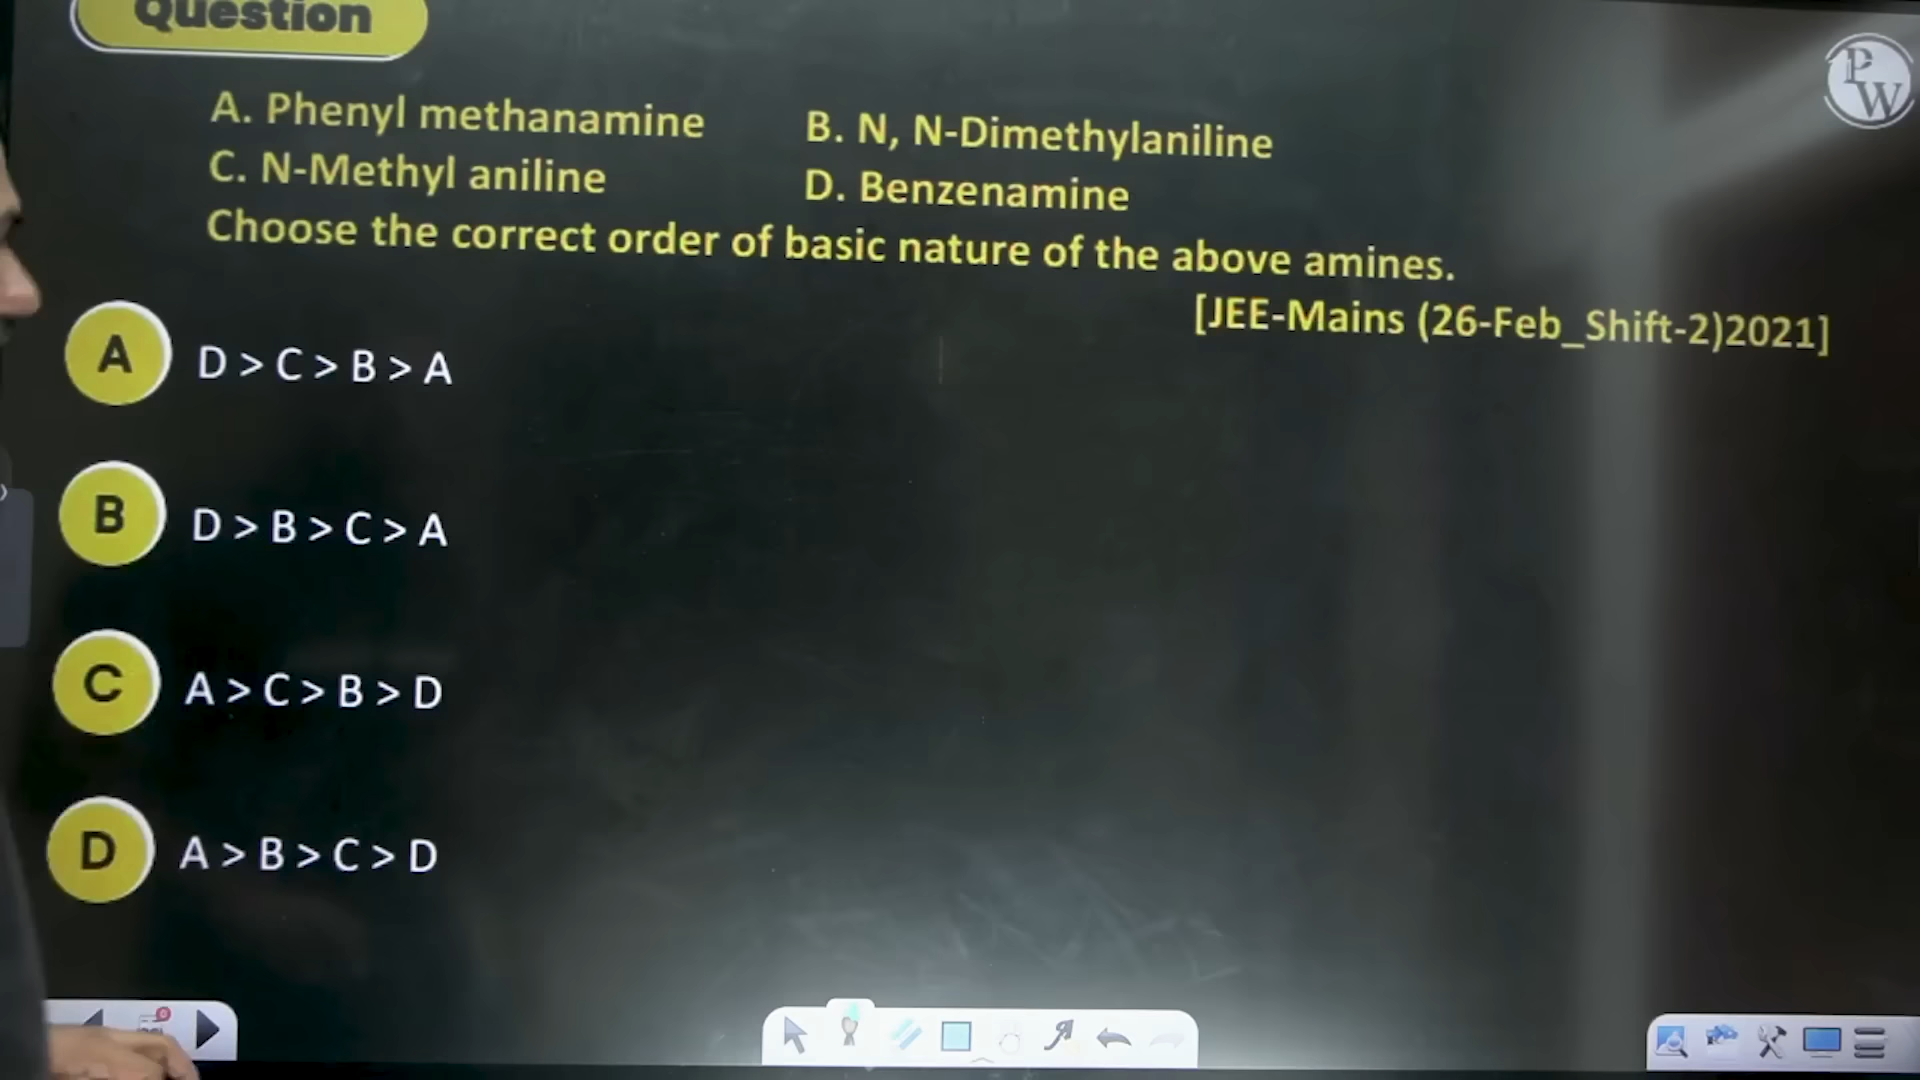 Question
A. Phenyl methanamine B. N, N-Dimethylaniline
C. N-Methyl aniline D. Benzenamine
Choose the correct order of basic nature of the above amines.
[JEE-Mains (26-Feb_Shift-2)2021]
A D > C > B > A
B D > B > C > A
C A > C > B > D
D A > B > C > D
PW